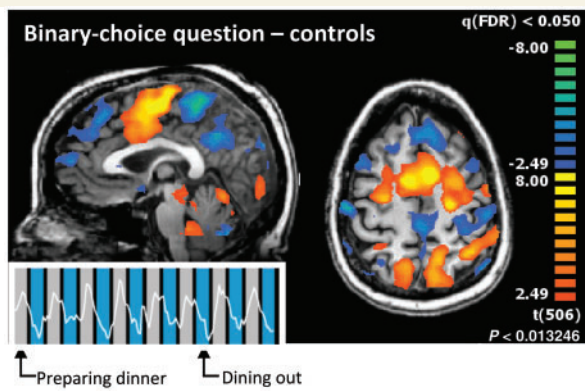 Binary-choice question – controls
q(FDR) < 0.050
-8.00
-2.49
8.00
2.49
t(506)
P < 0.013246
Preparing dinner
Dining out